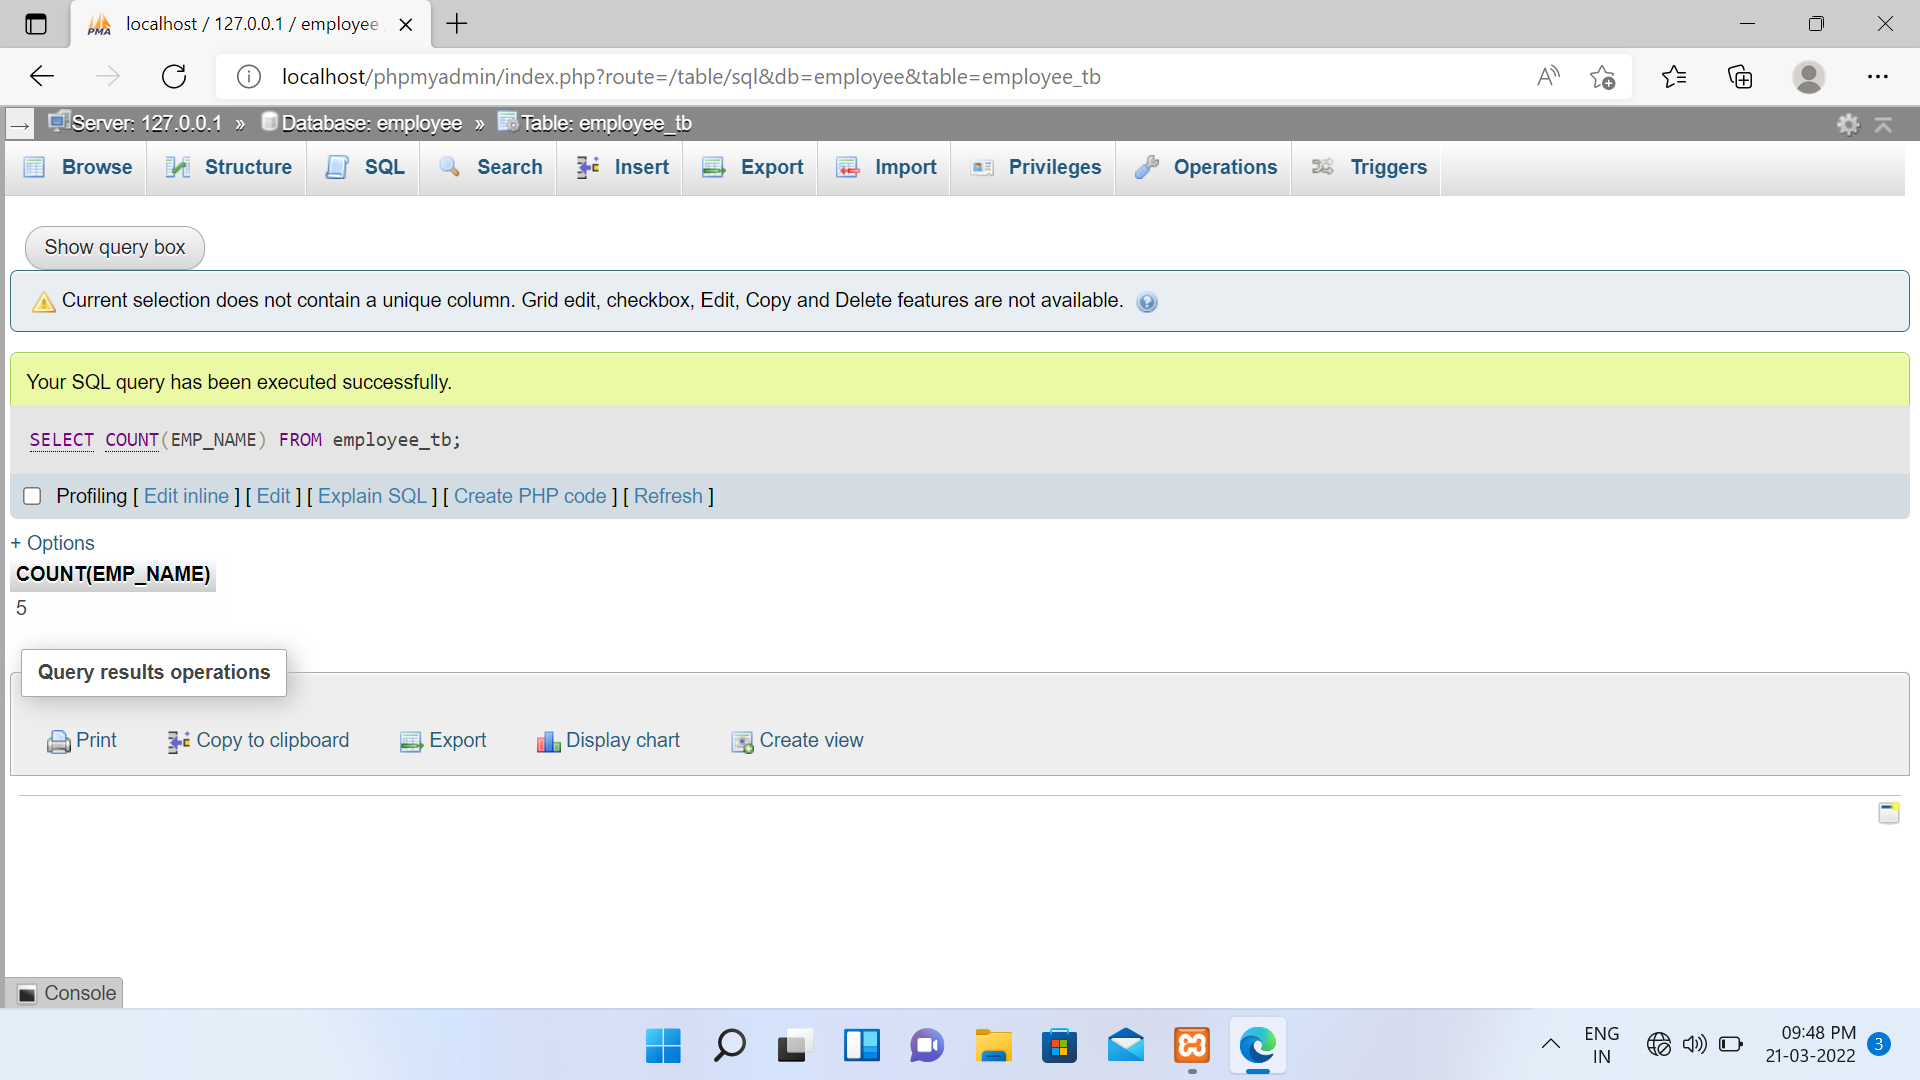 localhost / 127.0.0.1 / employee
localhost/phpmyadmin/index.php?route=/table/sql&db=employee&table=employee_tb
Server: 127.0.0.1 » Database: employee » Table: employee_tb
Browse Structure SQL Search Insert Export Import Privileges Operations Triggers
Show query box
Current selection does not contain a unique column. Grid edit, checkbox, Edit, Copy and Delete features are not available.
Your SQL query has been executed successfully.
SELECT COUNT(EMP_NAME) FROM employee_tb;
Profiling [ Edit inline ] [ Edit ] [ Explain SQL ] [ Create PHP code ] [ Refresh ]
+ Options
COUNT(EMP_NAME)
5
Query results operations
Print Copy to clipboard Export Display chart Create view
Console
ENG
IN
09:48 PM
21-03-2022
3